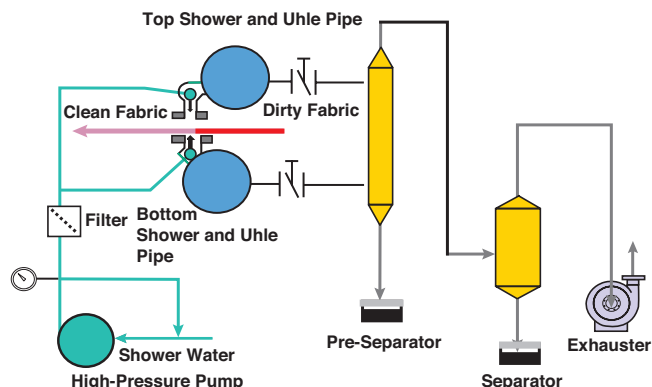 Top Shower and Uhle Pipe
Clean Fabric
Dirty Fabric
Filter
Bottom
Shower and Uhle
Pipe
Shower Water
High-Pressure Pump
Pre-Separator
Separator
Exhauster